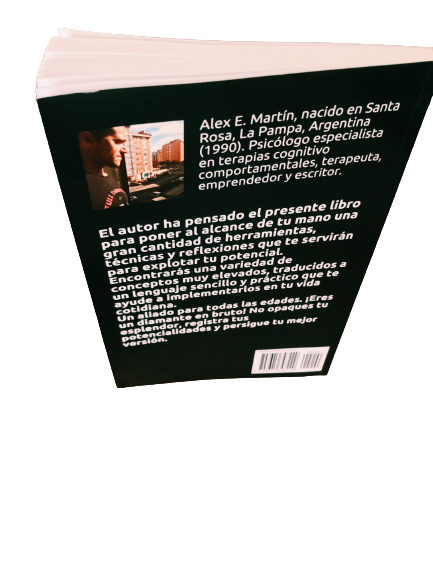 Alex E. Martín, nacido en Santa
Rosa, La Pampa, Argentina
(1990). Psicólogo especialista
en terapias cognitivo
comportamentales, terapeuta,
emprendedor y escritor.
El autor ha pensado el presente libro
para poner al alcance de tu mano una
gran cantidad de herramientas,
técnicas y reflexiones que te servirán
para explotar tu potencial.
Encontrarás una variedad de
conceptos muy elevados, traducidos a
un lenguaje sencillo y práctico que te
ayude a implementarlos en tu vida
cotidiana.
Un aliado para todas las edades. ¡Eres
un diamante en bruto! No opaques tu
esplendor, registra tus
potencialidades y persigue tu mejor
versión.